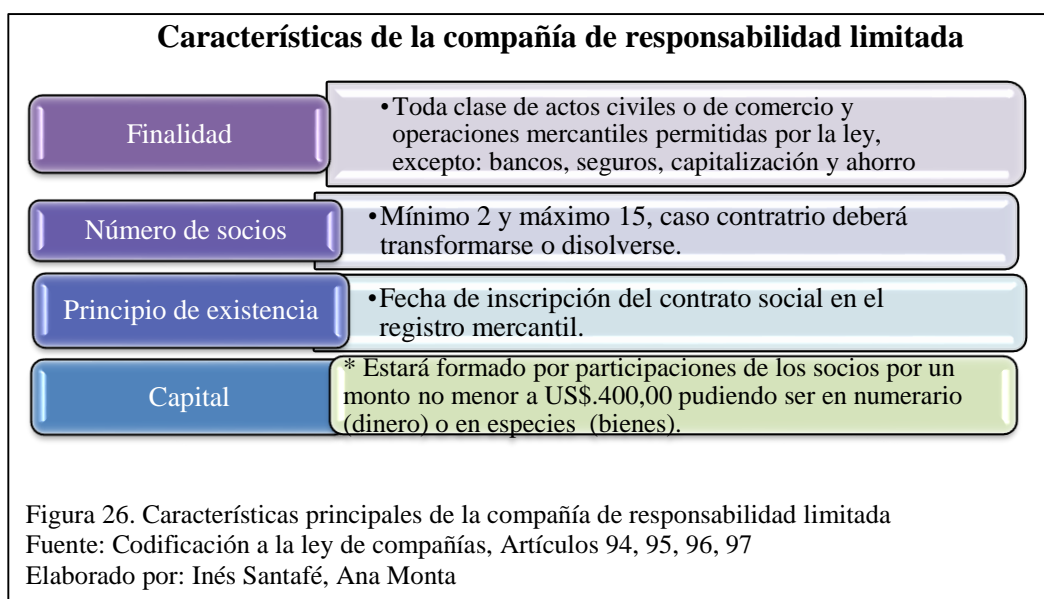 Características de la compañía de responsabilidad limitada
Finalidad
•Toda clase de actos civiles o de comercio y
operaciones mercantiles permitidas por la ley,
excepto: bancos, seguros, capitalización y ahorro
Número de socios
•Mínimo 2 y máximo 15, caso contratrio deberá
transformarse o disolverse.
Principio de existencia
•Fecha de inscripción del contrato social en el
registro mercantil.
Capital
* Estará formado por participaciones de los socios por un
monto no menor a US$.400,00 pudiendo ser en numerario
(dinero) o en especies (bienes).
Figura 26. Características principales de la compañía de responsabilidad limitada
Fuente: Codificación a la ley de compañías, Artículos 94, 95, 96, 97
Elaborado por: Inés Santafé, Ana Monta